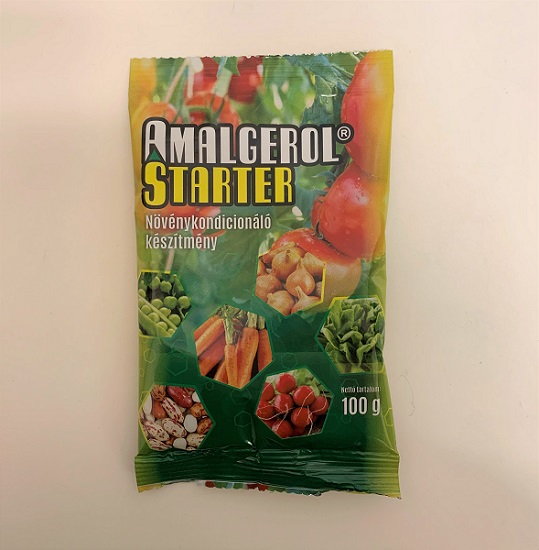 AMALGEROL®
STARTER
Növénykondicionáló
készítmény
Nettó tartalom
100 g